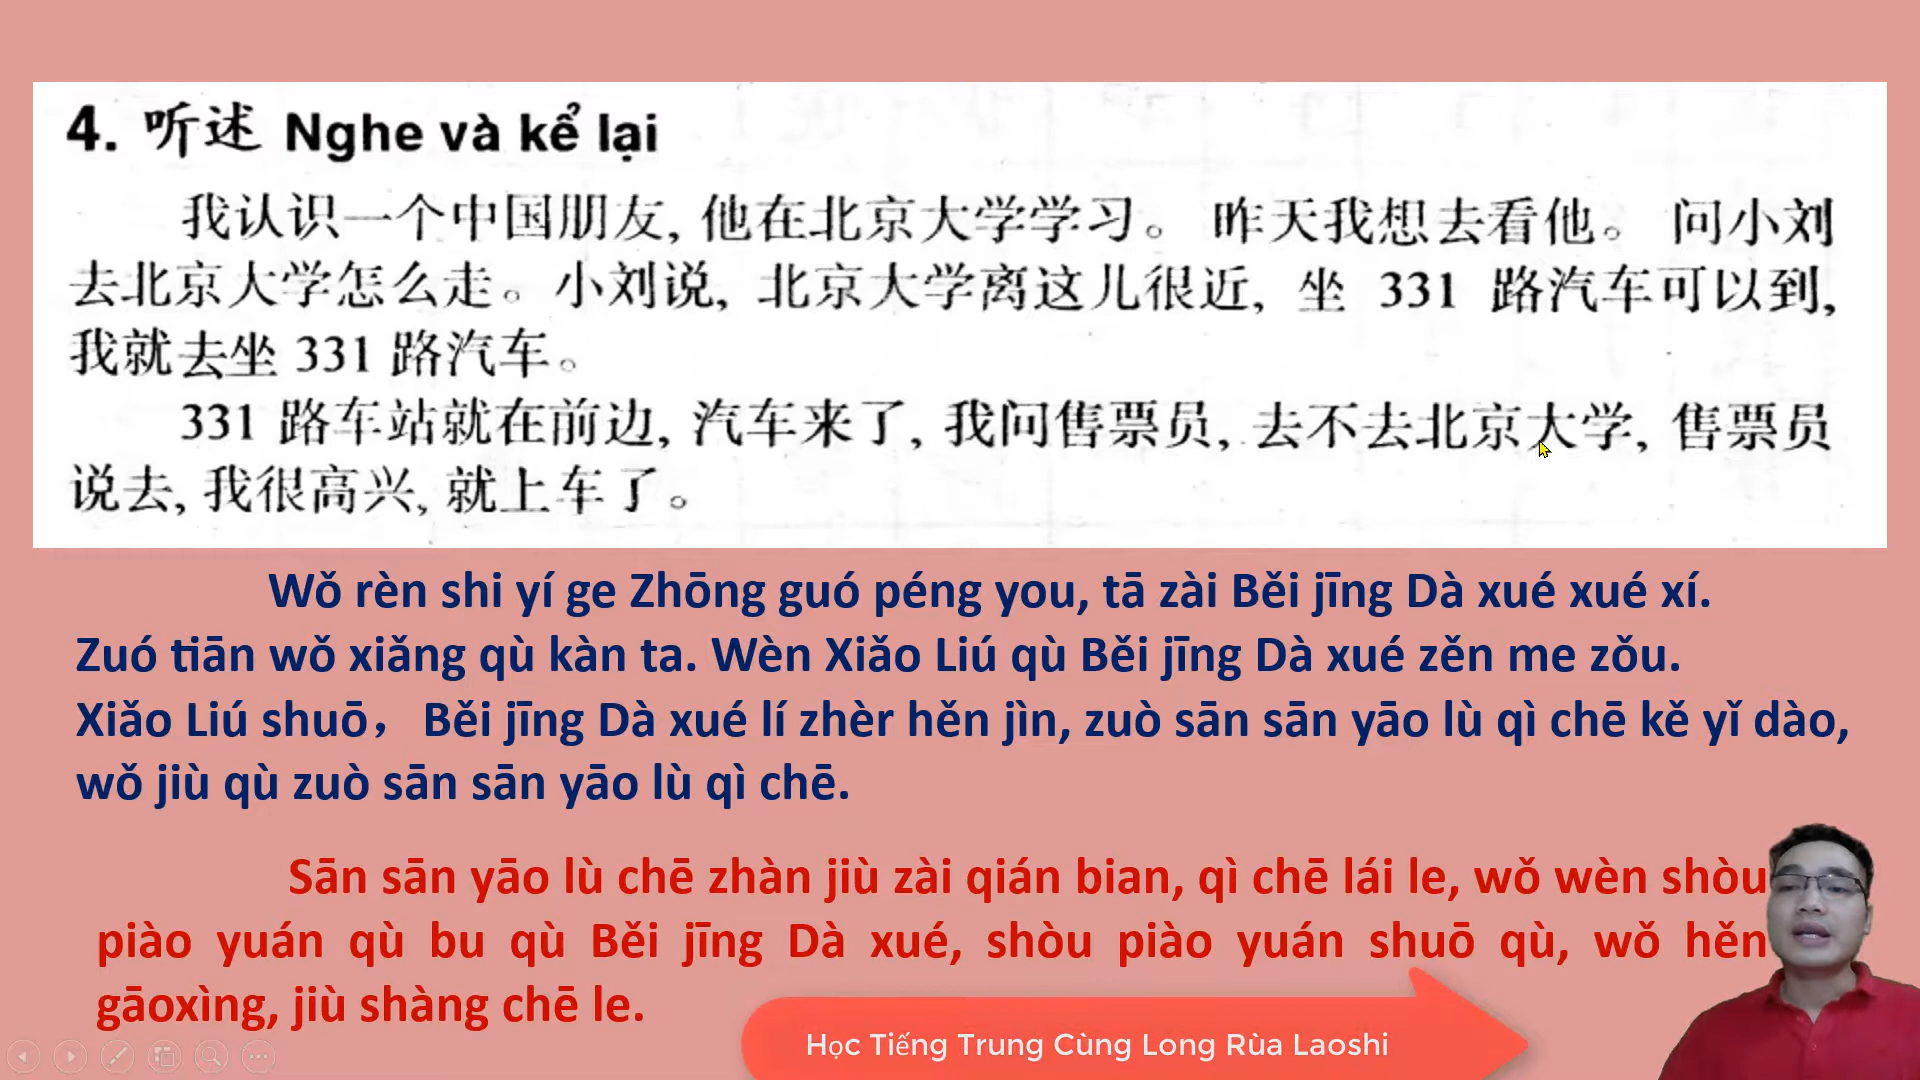 4. 听述 Nghe và kể lại
我认识一个中国朋友, 他在北京大学学习。 昨天我想去看他。 问小刘
去北京大学怎么走。小刘说, 北京大学离这儿很近, 坐 331 路汽车可以到,
我就去坐 331 路汽车。
331 路车站就在前边, 汽车来了, 我问售票员, 去不去北京大学, 售票员
说去, 我很高兴, 就上车了。
Wǒ rèn shi yí ge Zhōng guó péng you, tā zài Běi jīng Dà xué xué xí.
Zuó tiān wǒ xiǎng qù kàn ta. Wèn Xiǎo Liú qù Běi jīng Dà xué zěn me zǒu.
Xiǎo Liú shuō， Běi jīng Dà xué lí zhèr hěn jìn, zuò sān sān yāo lù qì chē kě yǐ dào,
wǒ jiù qù zuò sān sān yāo lù qì chē.
Sān sān yāo lù chē zhàn jiù zài qián bian, qì chē lái le, wǒ wèn shòu
piào yuán qù bu qù Běi jīng Dà xué, shòu piào yuán shuō qù, wǒ hěn
gāoxìng, jiù shàng chē le.
Học Tiếng Trung Cùng Long Rùa Laoshi